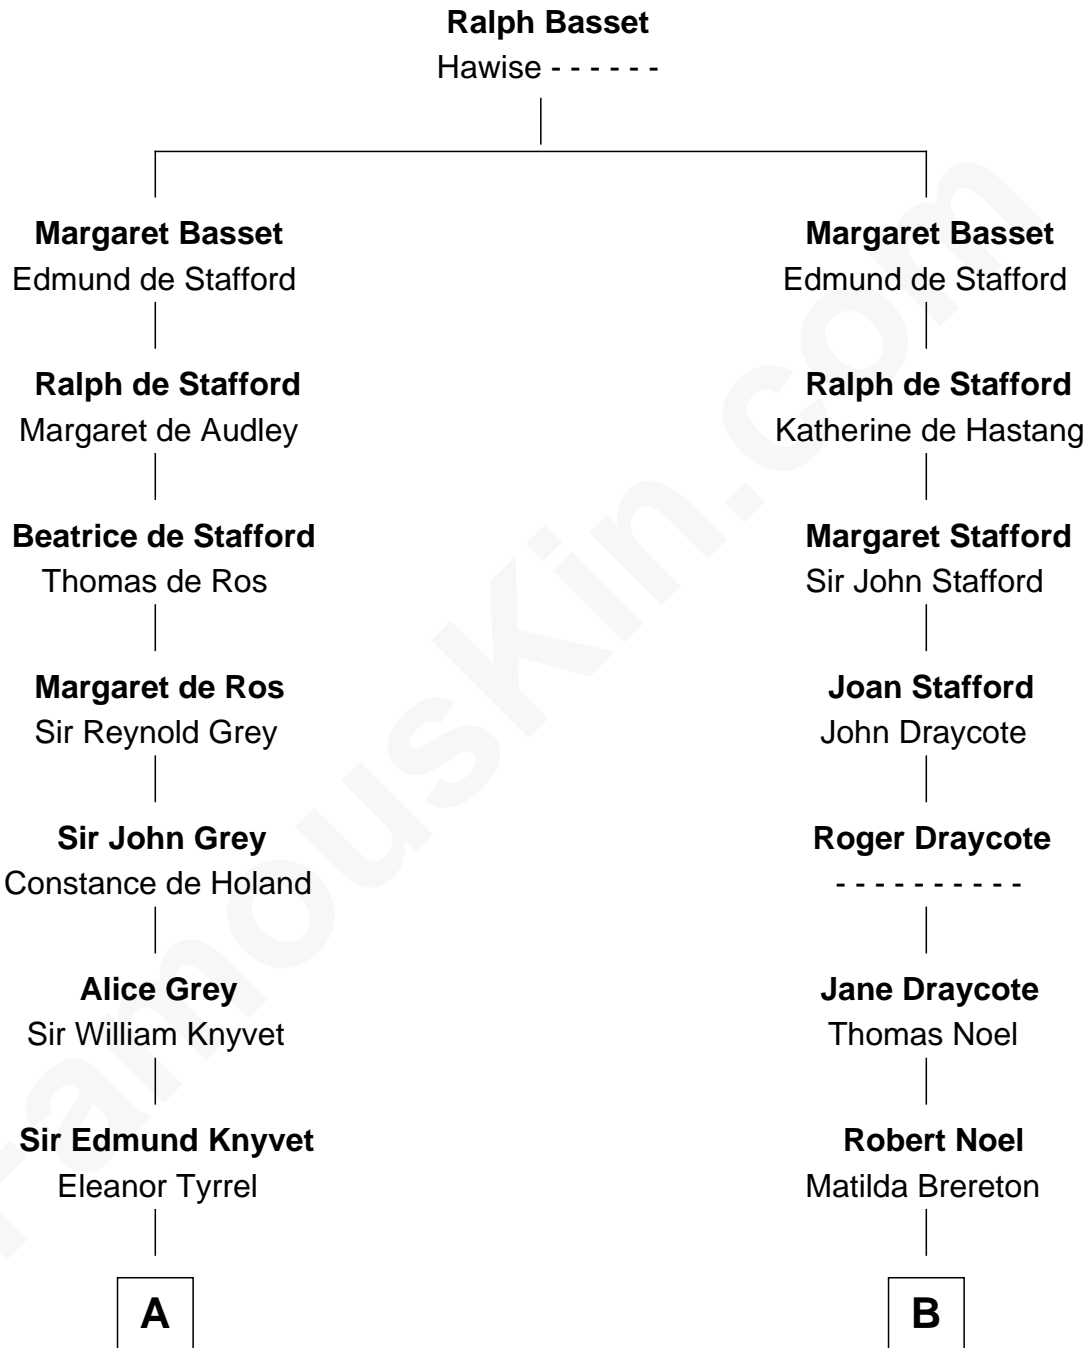 Ralph Basset
Hawise - - - - - -
Margaret Basset
Edmund de Stafford
Margaret Basset
Edmund de Stafford
Ralph de Stafford
Margaret de Audley
Ralph de Stafford
Katherine de Hastang
Beatrice de Stafford
Thomas de Ros
Margaret Stafford
Sir John Stafford
Margaret de Ros
Sir Reynold Grey
Joan Stafford
John Draycote
Sir John Grey
Constance de Holand
Roger Draycote
- - - - - - - - - -
Alice Grey
Sir William Knyvet
Jane Draycote
Thomas Noel
Sir Edmund Knyvet
Eleanor Tyrrel
Robert Noel
Matilda Brereton
A
B
FamousKin.com